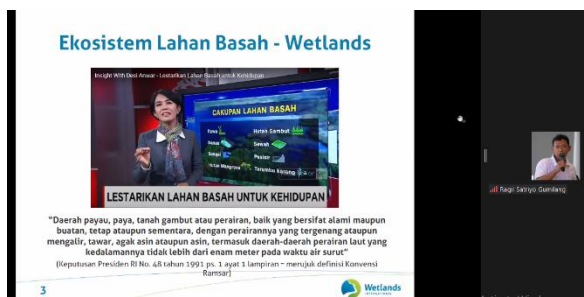 Ekosistem Lahan Basah - Wetlands
Insight With Desi Anwar - Lestarikan Lahan Basah untuk Kehidupan
CAKUPAN LAHAN BASAH
Rawa
Hutan Gambut
Danau
Sawah
Sungai
Pesisir
Hutan Mangrove
Terumbu Karang
LESTARIKAN LAHAN BASAH UNTUK KEHIDUPAN
"Daerah payau, paya, tanah gambut atau perairan, baik yang bersifat alami maupun
buatan, tetap ataupun sementara, dengan perairannya yang tergenang ataupun
mengalir, tawar, agak asin ataupun asin, termasuk daerah-daerah perairan laut yang
kedalamannya tidak lebih dari enam meter pada waktu air surut"
(Keputusan Presiden RI No. 48 tahun 1991 ps. 1 ayat 1 lampiran – merujuk definisi Konvensi
Ramsar)
3
Wetlands
INTERNATIONAL
Ragil Satriyo Gumilang